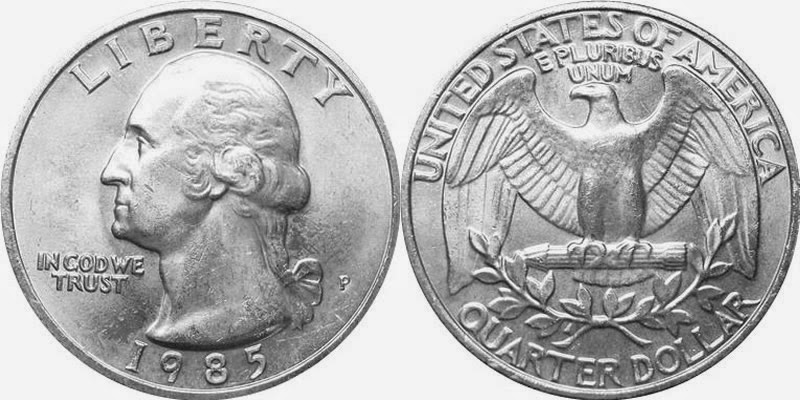 LIBERTY
IN GOD WE
TRUST
P
1985
UNITED STATES OF AMERICA
E PLURIBUS
UNUM
QUARTER DOLLAR